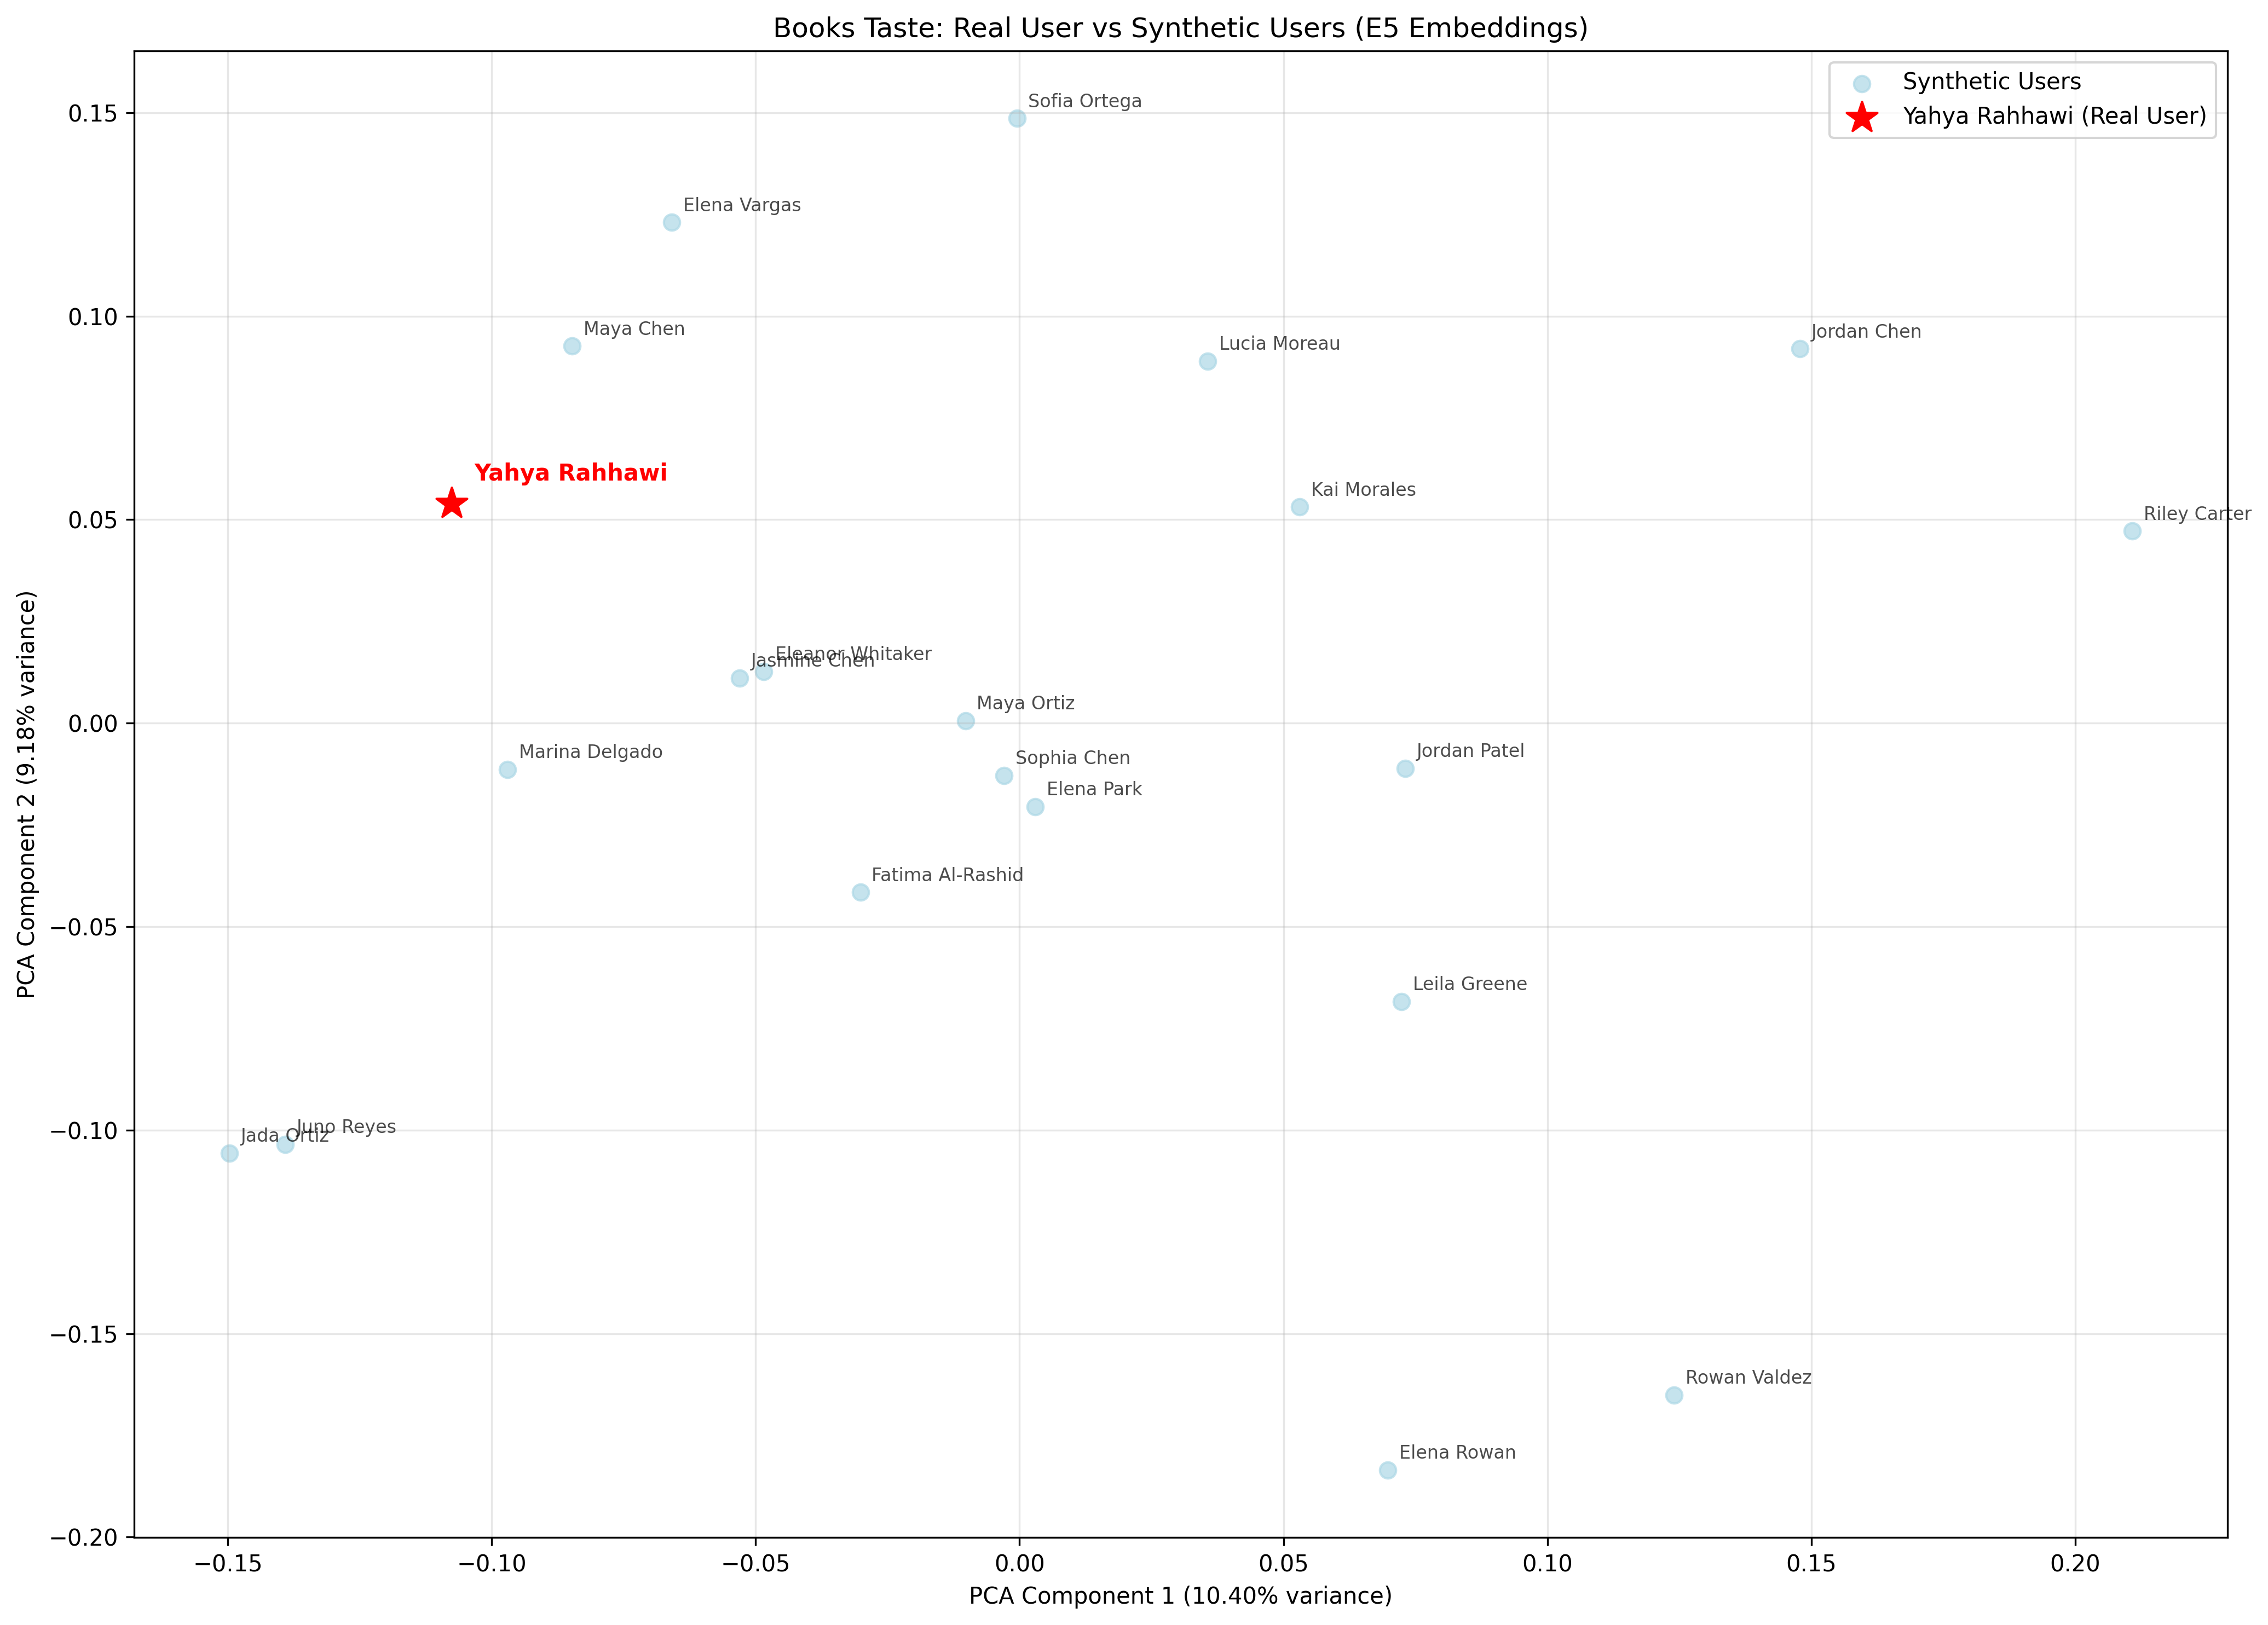 Books Taste: Real User vs Synthetic Users (E5 Embeddings)
Synthetic Users
Yahya Rahhawi (Real User)
Sofia Ortega
Elena Vargas
Maya Chen
Lucia Moreau
Jordan Chen
Yahya Rahhawi
Kai Morales
Riley Carter
Eleanor Whitaker
Jasmine Chen
Maya Ortiz
Marina Delgado
Sophia Chen
Jordan Patel
Elena Park
Fatima Al-Rashid
Leila Greene
Juno Reyes
Jada Ortiz
Rowan Valdez
Elena Rowan
0.15
0.10
0.05
0.00
−0.05
−0.10
−0.15
−0.20
PCA Component 2 (9.18% variance)
−0.15
−0.10
−0.05
0.00
0.05
0.10
0.15
0.20
PCA Component 1 (10.40% variance)